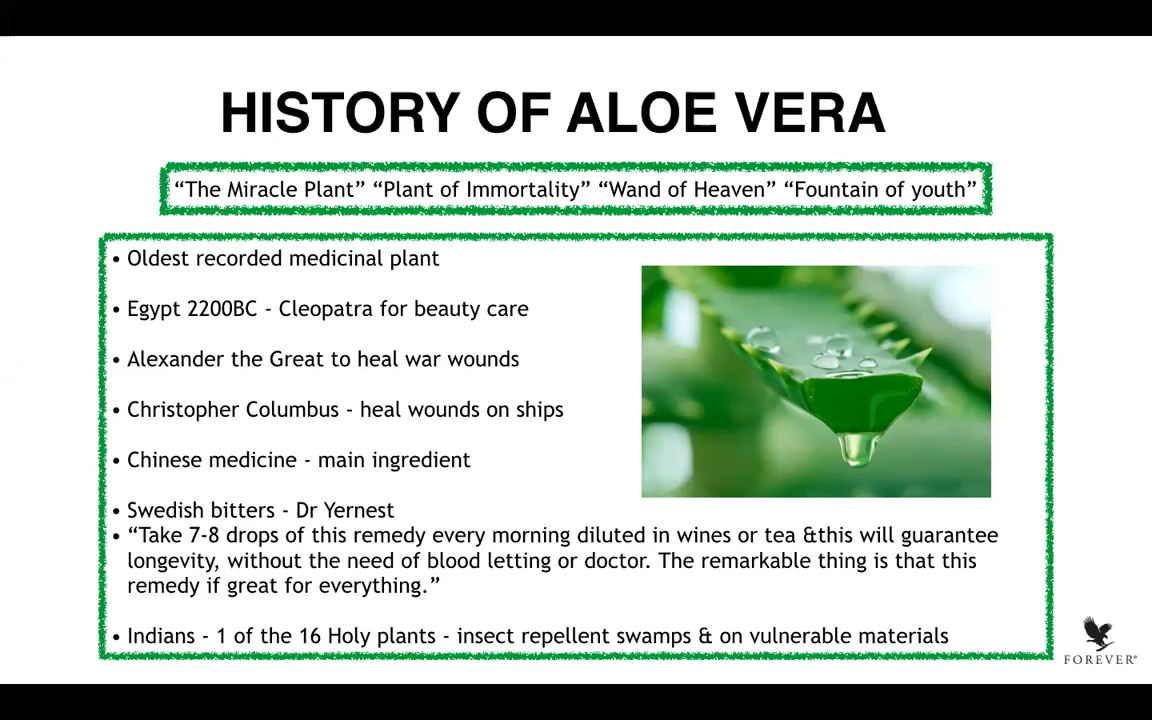 HISTORY OF ALOE VERA
“The Miracle Plant” “Plant of Immortality” “Wand of Heaven” “Fountain of youth”
• Oldest recorded medicinal plant
• Egypt 2200BC - Cleopatra for beauty care
• Alexander the Great to heal war wounds
• Christopher Columbus - heal wounds on ships
• Chinese medicine - main ingredient
• Swedish bitters - Dr Yernest
• “Take 7-8 drops of this remedy every morning diluted in wines or tea &this will guarantee
longevity, without the need of blood letting or doctor. The remarkable thing is that this
remedy if great for everything.”
• Indians - 1 of the 16 Holy plants - insect repellent swamps & on vulnerable materials
FOREVER®